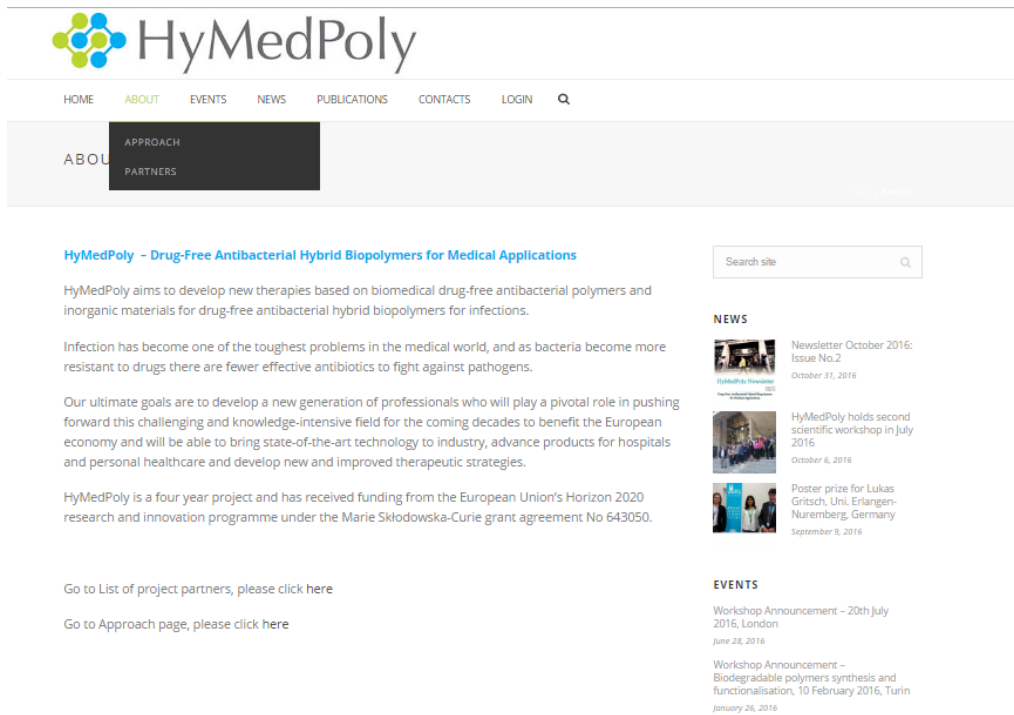 HyMedPoly
HOME ABOUT EVENTS NEWS PUBLICATIONS CONTACTS LOGIN
APPROACH
PARTNERS
ABOU
HyMedPoly – Drug-Free Antibacterial Hybrid Biopolymers for Medical Applications
HyMedPoly aims to develop new therapies based on biomedical drug-free antibacterial polymers and
inorganic materials for drug-free antibacterial hybrid biopolymers for infections.
Infection has become one of the toughest problems in the medical world, and as bacteria become more
resistant to drugs there are fewer effective antibiotics to fight against pathogens.
Our ultimate goals are to develop a new generation of professionals who will play a pivotal role in pushing
forward this challenging and knowledge-intensive field for the coming decades to benefit the European
economy and will be able to bring state-of-the-art technology to industry, advance products for hospitals
and personal healthcare and develop new and improved therapeutic strategies.
HyMedPoly is a four year project and has received funding from the European Union's Horizon 2020
research and innovation programme under the Marie Skłodowska-Curie grant agreement No 643050.
Go to List of project partners, please click here
Go to Approach page, please click here
Search site
NEWS
HyMedPoly Newsletter
Newsletter October 2016:
Issue No.2
October 31, 2016
HyMedPoly holds second
scientific workshop in July
2016
October 6, 2016
Poster prize for Lukas
Gritsch, Uni. Erlangen-
Nuremberg, Germany
September 9, 2016
EVENTS
Workshop Announcement – 20th July
2016, London
June 28, 2016
Workshop Announcement –
Biodegradable polymers synthesis and
functionalisation, 10 February 2016, Turin
January 26, 2016